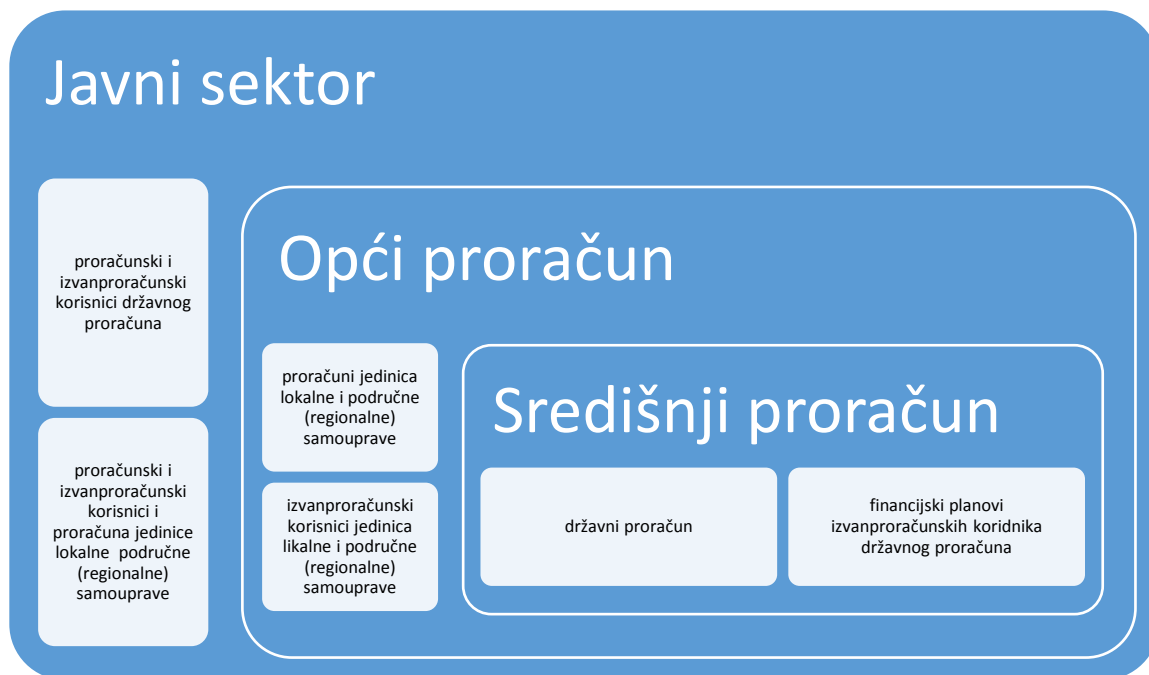 Javni sektor
proračunski i
izvanproračunski
korisnici državnog
proračuna
proračunski i
izvanproračunski
korisnici i
proračuna jedinice
lokalne područne
(regionalne)
samouprave
Opći proračun
proračuni jedinica
lokalne i područne
(regionalne)
samouprave
izvanproračunski
korisnici jedinica
likalne i područne
(regionalne)
samouprave
Središnji proračun
državni proračun
financijski planovi
izvanproračunskih koridnika
državnog proračuna